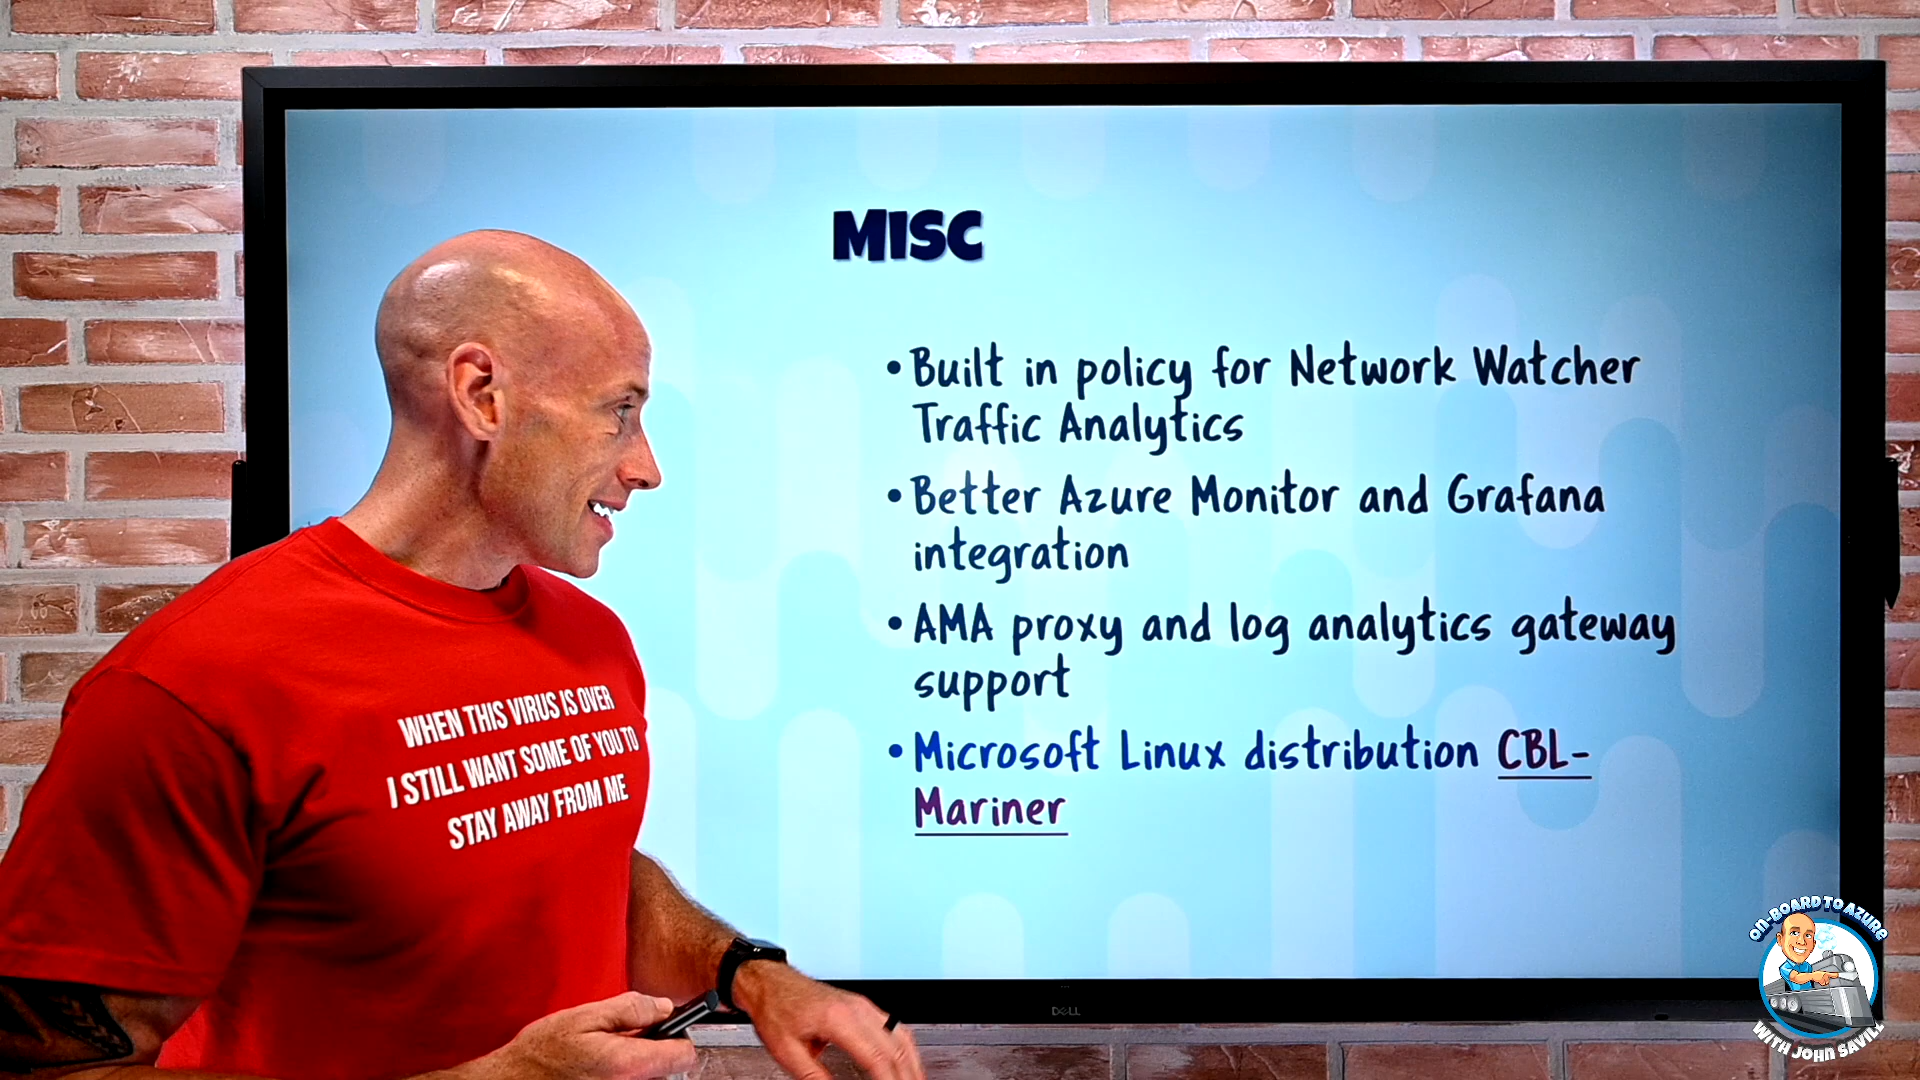 MISC
•Built in policy for Network Watcher
Traffic Analytics
•Better Azure Monitor and Grafana
integration
•AMA proxy and log analytics gateway
support
•Microsoft Linux distribution CBL-
Mariner
WHEN THIS VIRUS IS OVER
I STILL WANT SOME OF YOU TO
STAY AWAY FROM ME
DELL
ON-BOARD TO AZURE
WITH JOHN SAVILL